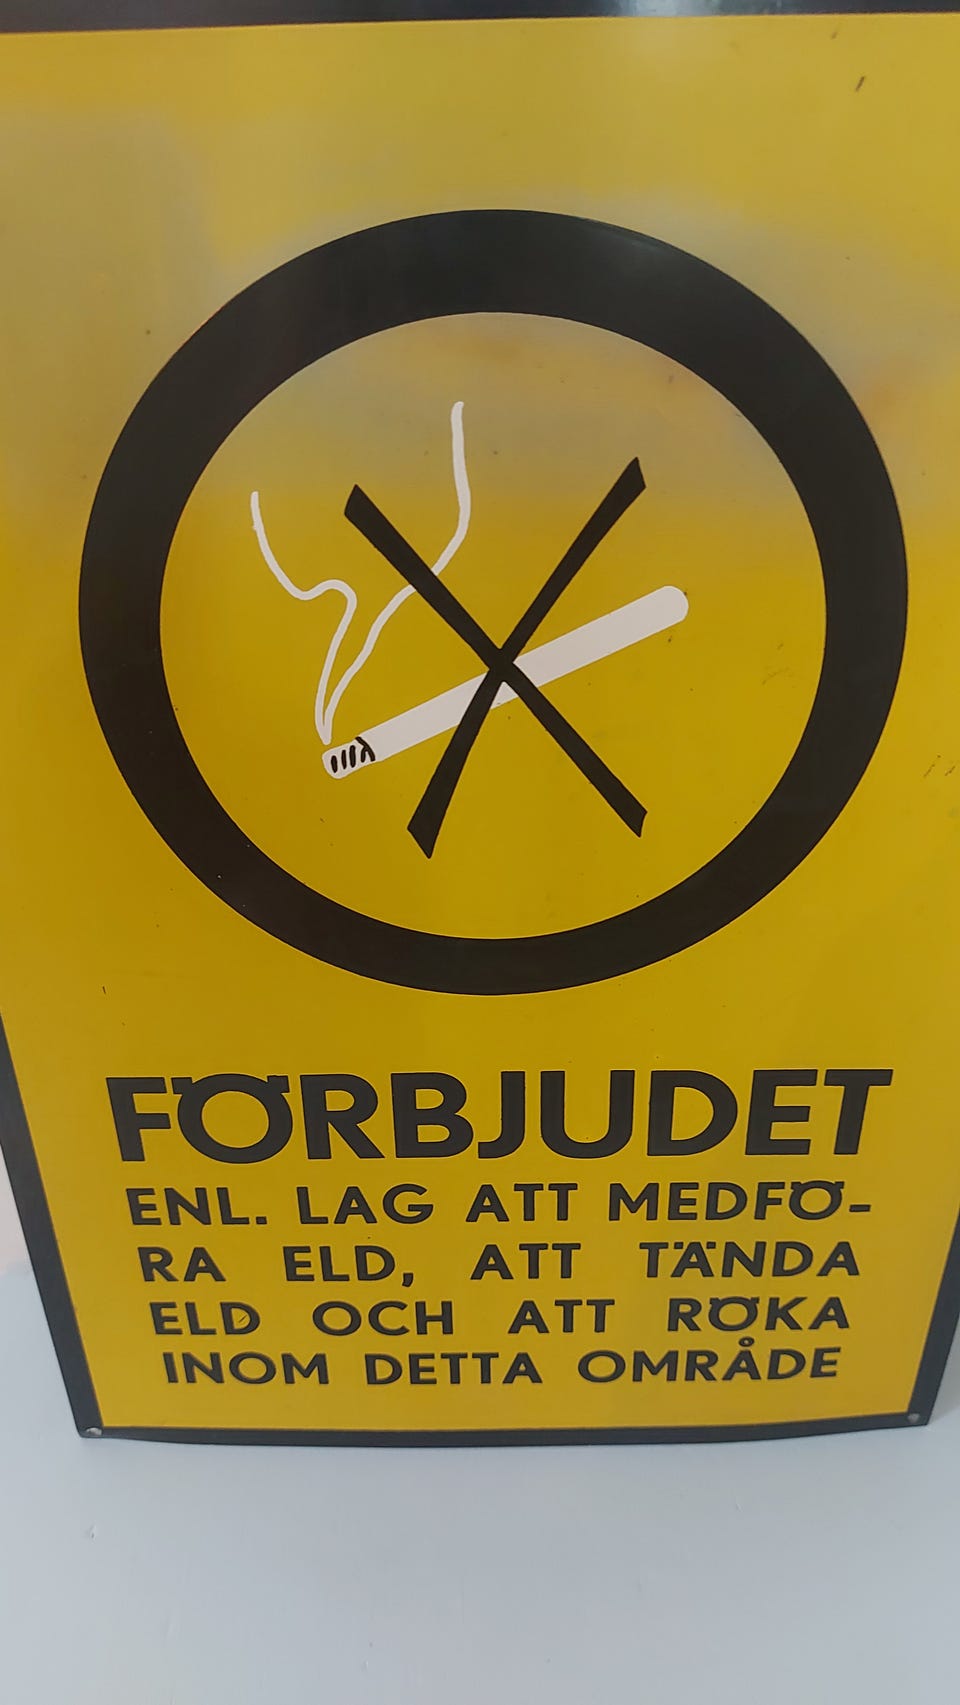 FÖRBJUDET
ENL. LAG ATT MEDFÖ-
RA ELD, ATT TÄNDA
ELD OCH ATT RÖKA
INOM DETTA OMRÅDE